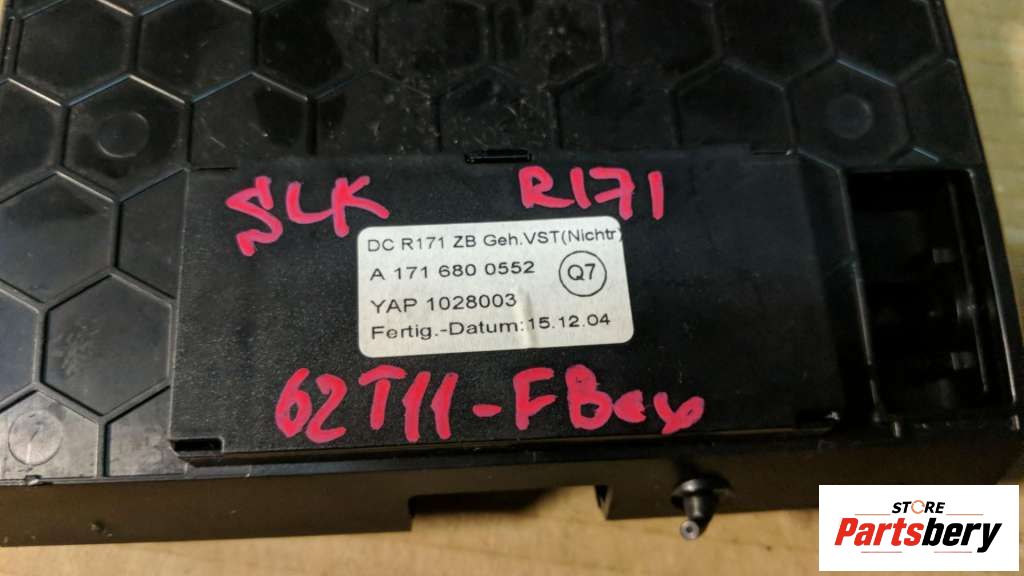 SLK R171
DC R171 ZB Geh.VST(Nichtr)
A 171 680 0552
Q7
YAP 1028003
Fertig.-Datum:15.12.04
62T11-FBay
STORE
Partsbery